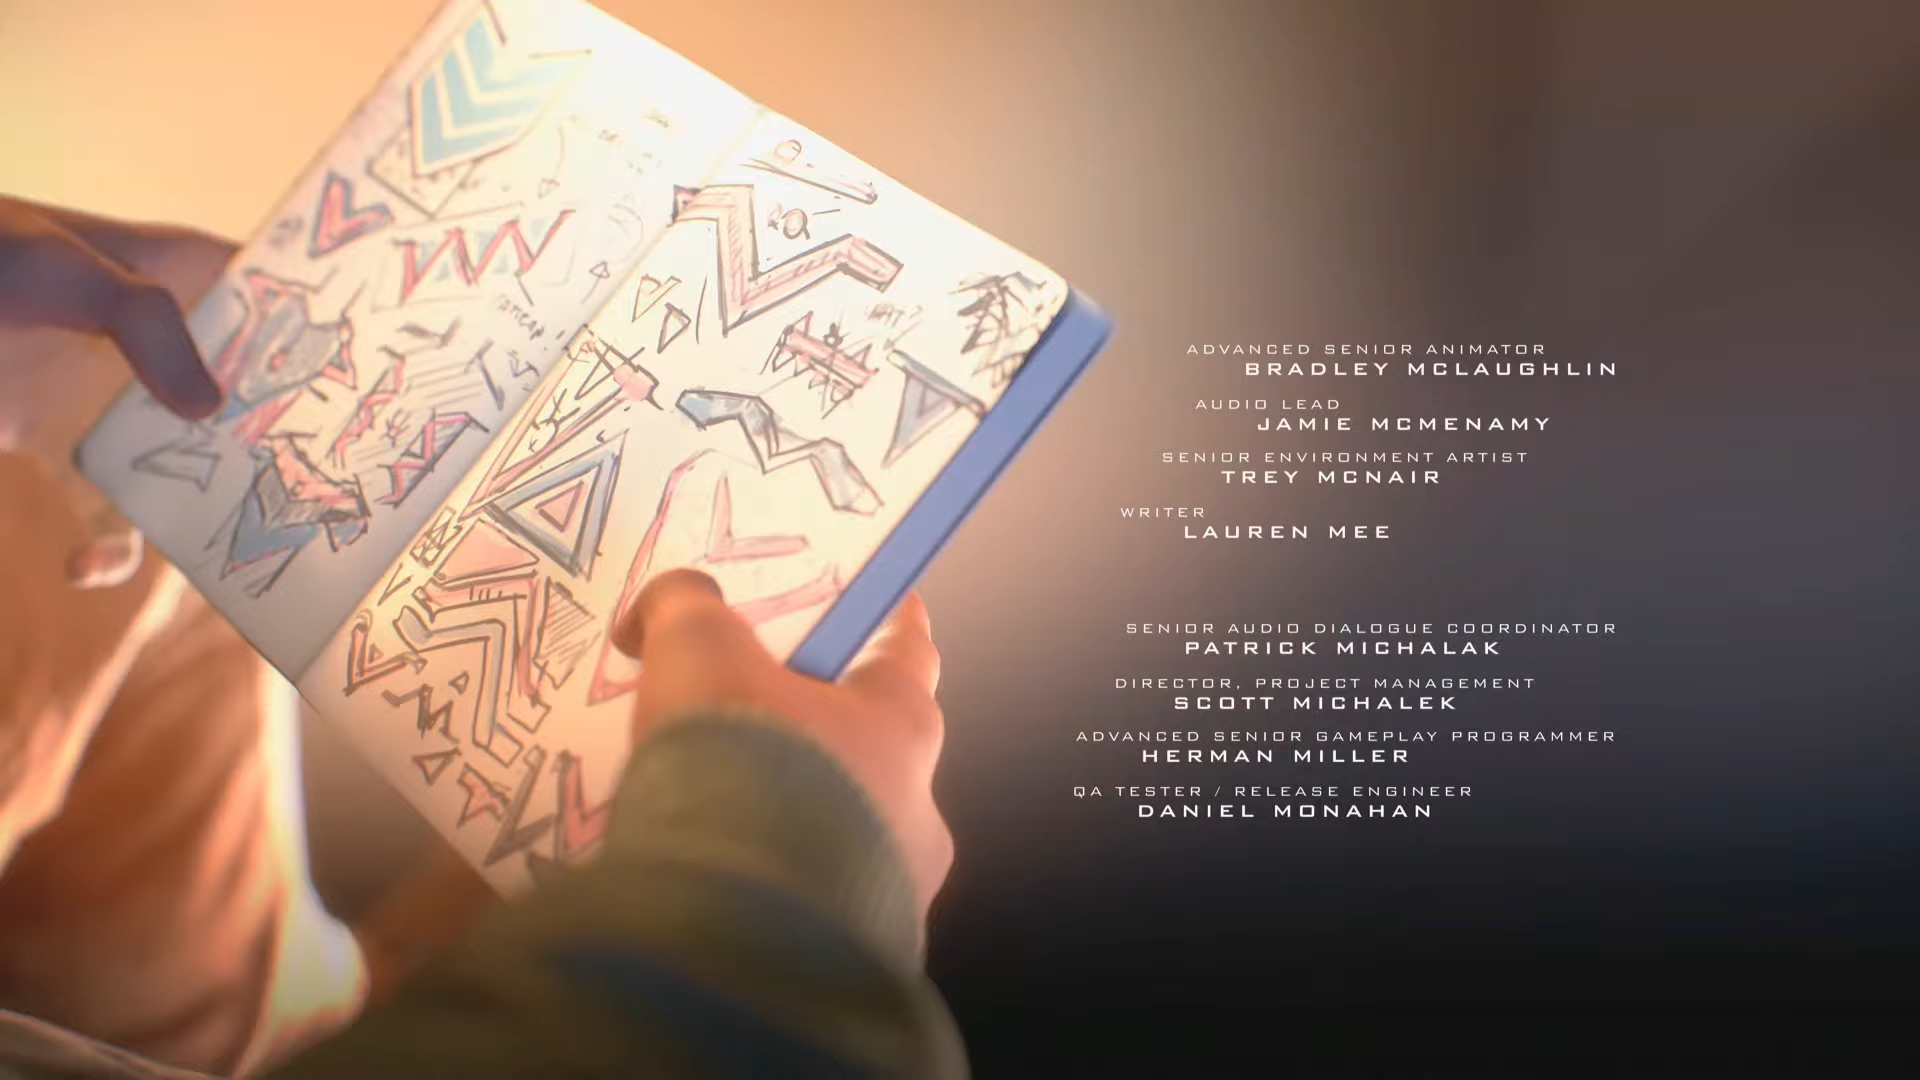 ADVANCED SENIOR ANIMATOR
BRADLEY MCLAUGHLIN
AUDIO LEAD
JAMIE MCMENAMY
SENIOR ENVIRONMENT ARTIST
TREY MCNAIR
WRITER
LAUREN MEE
SENIOR AUDIO DIALOGUE COORDINATOR
PATRICK MICHALAK
DIRECTOR, PROJECT MANAGEMENT
SCOTT MICHALEK
ADVANCED SENIOR GAMEPLAY PROGRAMMER
HERMAN MILLER
QA TESTER / RELEASE ENGINEER
DANIEL MONAHAN